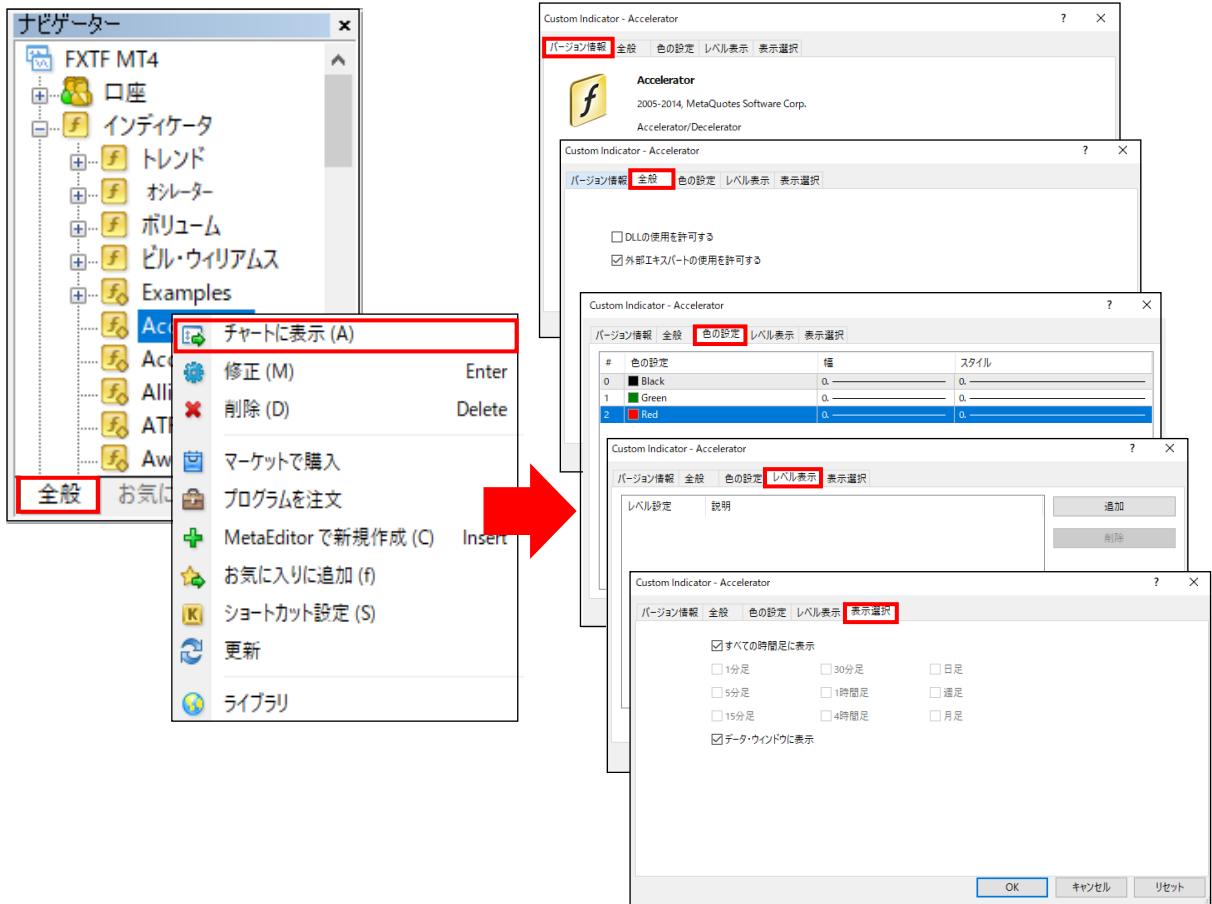 ナビゲーター
FXTF MT4
口座
インディケータ
トレンド
オシレーター
ボリューム
ビル・ウィリアムス
Examples
全般
チャートに表示 (A)
修正 (M) Enter
削除 (D) Delete
マーケットで購入
プログラムを注文
MetaEditor で新規作成 (C) Insert
お気に入りに追加 (f)
ショートカット設定 (S)
更新
ライブラリ
Custom Indicator - Accelerator
バージョン情報 全般 色の設定 レベル表示 表示選択
Accelerator
2005-2014, MetaQuotes Software Corp.
Accelerator/Decelerator
Custom Indicator - Accelerator
バージョン情報 全般 色の設定 レベル表示 表示選択
DLLの使用を許可する
外部エキスパートの使用を許可する
Custom Indicator - Accelerator
バージョン情報 全般 色の設定 レベル表示 表示選択
# 色の設定 幅 スタイル
0 Black 0. 0.
1 Green 0. 0.
2 Red 0. 0.
Custom Indicator - Accelerator
バージョン情報 全般 色の設定 レベル表示 表示選択
レベル設定 説明 追加
削除
Custom Indicator - Accelerator
バージョン情報 全般 色の設定 レベル表示 表示選択
すべての時間足に表示
1分足 30分足 日足
5分足 1時間足 週足
15分足 4時間足 月足
データ・ウィンドウに表示
OK キャンセル リセット